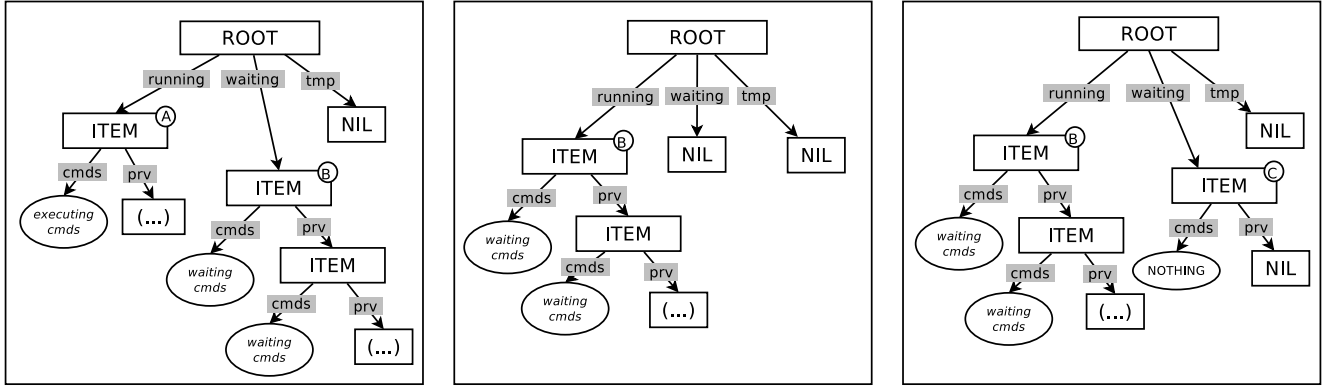 ROOT
running
waiting
tmp
ITEM
A
NIL
cmds
prv
ITEM
B
executing
cmds
(...)
cmds
prv
waiting
cmds
ITEM
cmds
prv
waiting
cmds
(...)
ROOT
running
waiting
tmp
ITEM
B
NIL
NIL
cmds
prv
waiting
cmds
ITEM
cmds
prv
waiting
cmds
(...)
ROOT
running
waiting
tmp
ITEM
B
NIL
ITEM
C
cmds
prv
waiting
cmds
ITEM
cmds
prv
NOTHING
NIL
cmds
prv
waiting
cmds
(...)